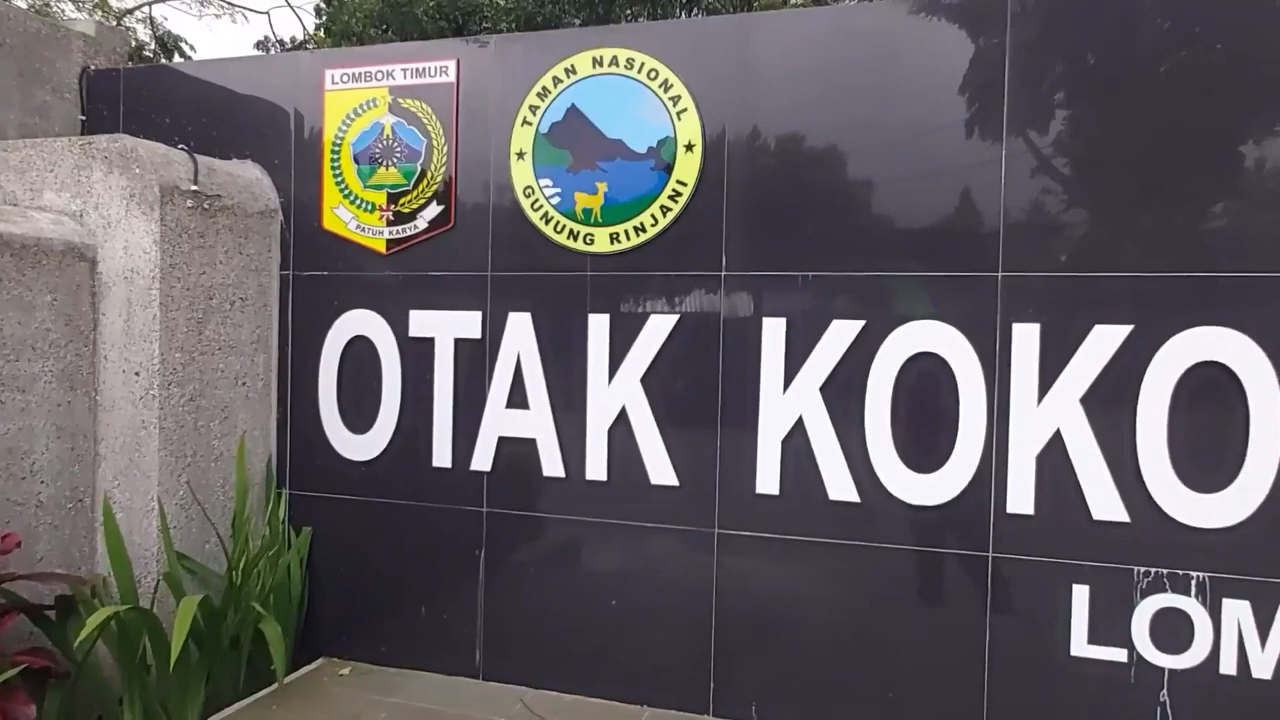 LOMBOK TIMUR
PATUH KARYA
TAMAN NASIONAL
GUNUNG RINJANI
OTAK KOKO
LOM